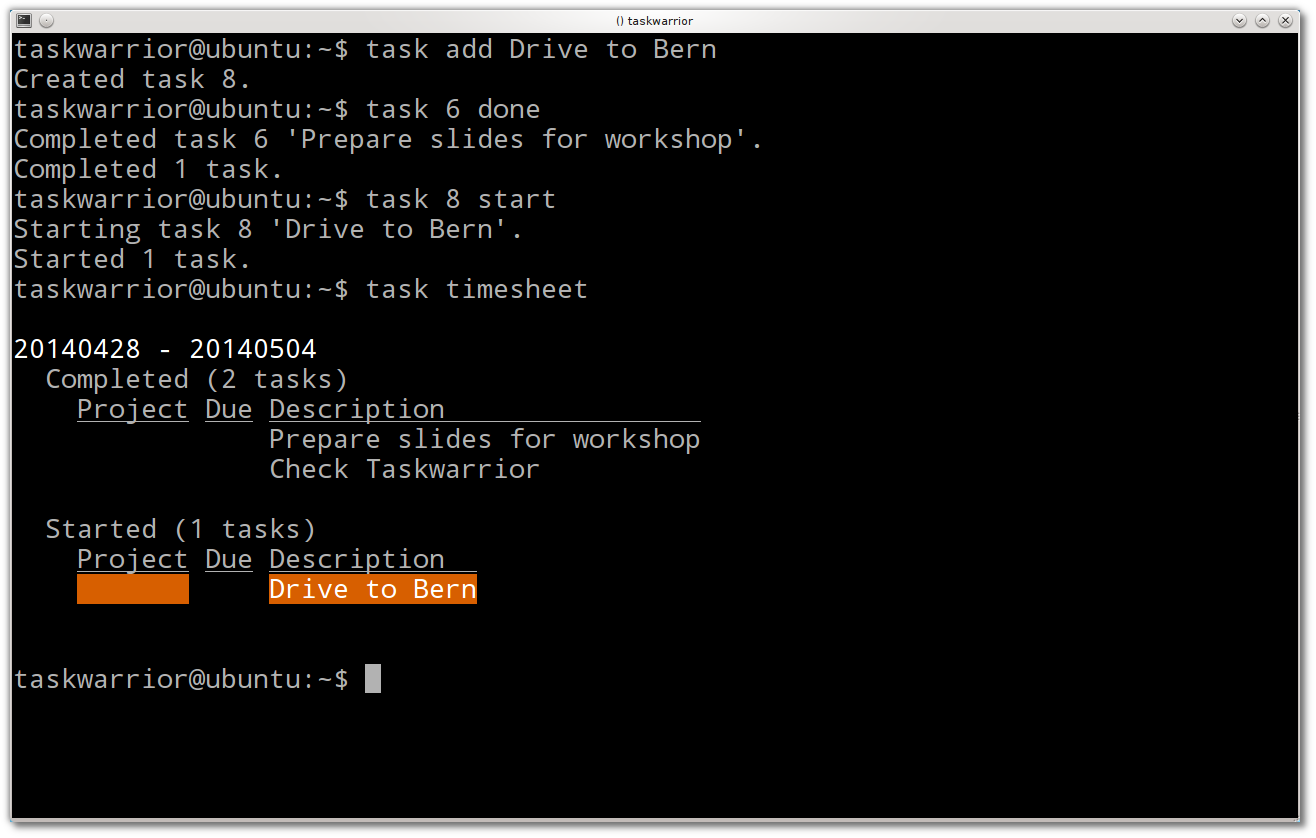 () taskwarrior
taskwarrior@ubuntu:~$ task add Drive to Bern
Created task 8.
taskwarrior@ubuntu:~$ task 6 done
Completed task 6 'Prepare slides for workshop'.
Completed 1 task.
taskwarrior@ubuntu:~$ task 8 start
Starting task 8 'Drive to Bern'.
Started 1 task.
taskwarrior@ubuntu:~$ task timesheet
20140428 - 20140504
Completed (2 tasks)
Project Due Description
Prepare slides for workshop
Check Taskwarrior
Started (1 tasks)
Project Due Description
Drive to Bern
taskwarrior@ubuntu:~$